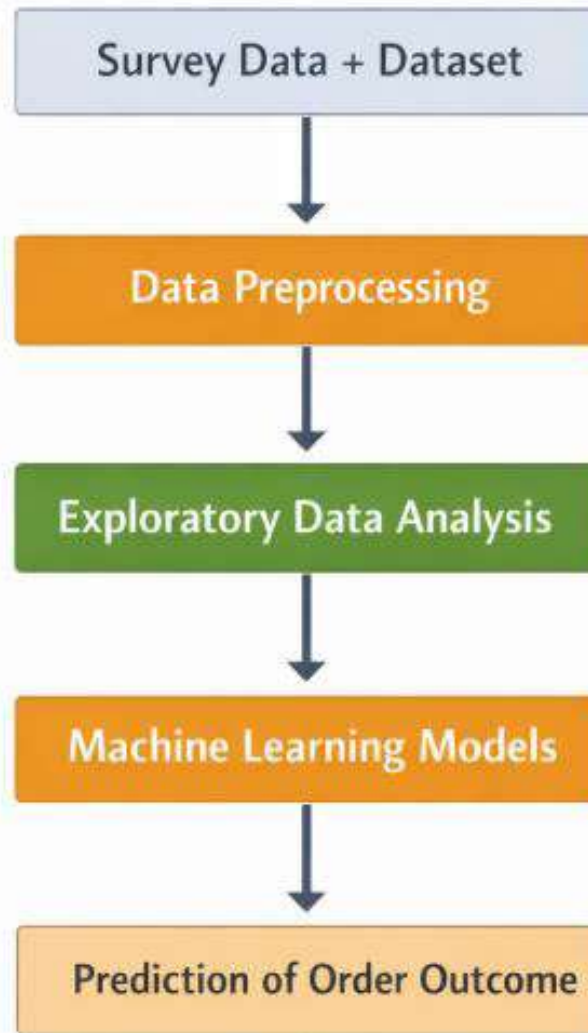 Survey Data + Dataset
Data Preprocessing
Exploratory Data Analysis
Machine Learning Models
Prediction of Order Outcome